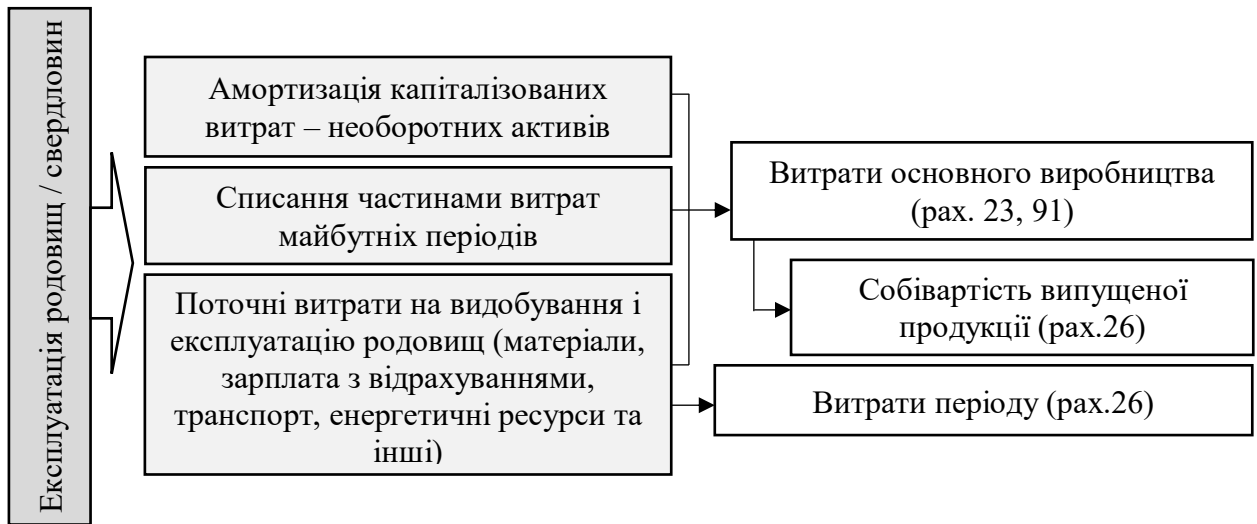 Експлуатація родовищ / свердловин
Амортизація капіталізованих
витрат – необоротних активів
Списання частинами витрат
майбутніх періодів
Поточні витрати на видобування і
експлуатацію родовищ (матеріали,
зарплата з відрахуваннями,
транспорт, енергетичні ресурси та
інші)
Витрати основного виробництва
(рах. 23, 91)
Собівартість випущеної
продукції (рах.26)
Витрати періоду (рах.26)